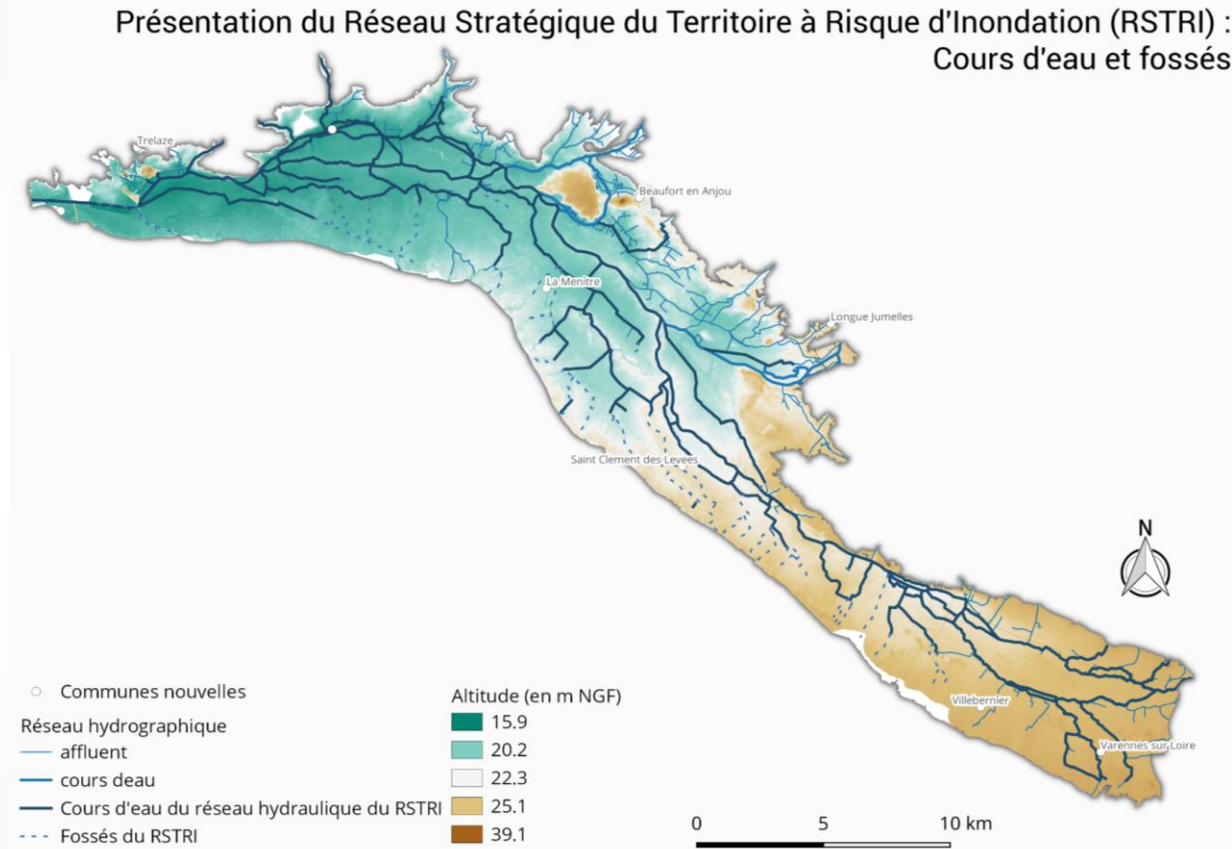 Présentation du Réseau Stratégique du Territoire à Risque d'Inondation (RSTRI) :
Cours d'eau et fossés
Trelaze
Beaufort en Anjou
La Menitre
Longue Jumelles
Saint Clement des Levees
N
Villebernier
Varennes sur Loire
Communes nouvelles
Réseau hydrographique
affluent
cours deau
Cours d'eau du réseau hydraulique du RSTRI
Fossés du RSTRI
Altitude (en m NGF)
15.9
20.2
22.3
25.1
39.1
0 5 10 km